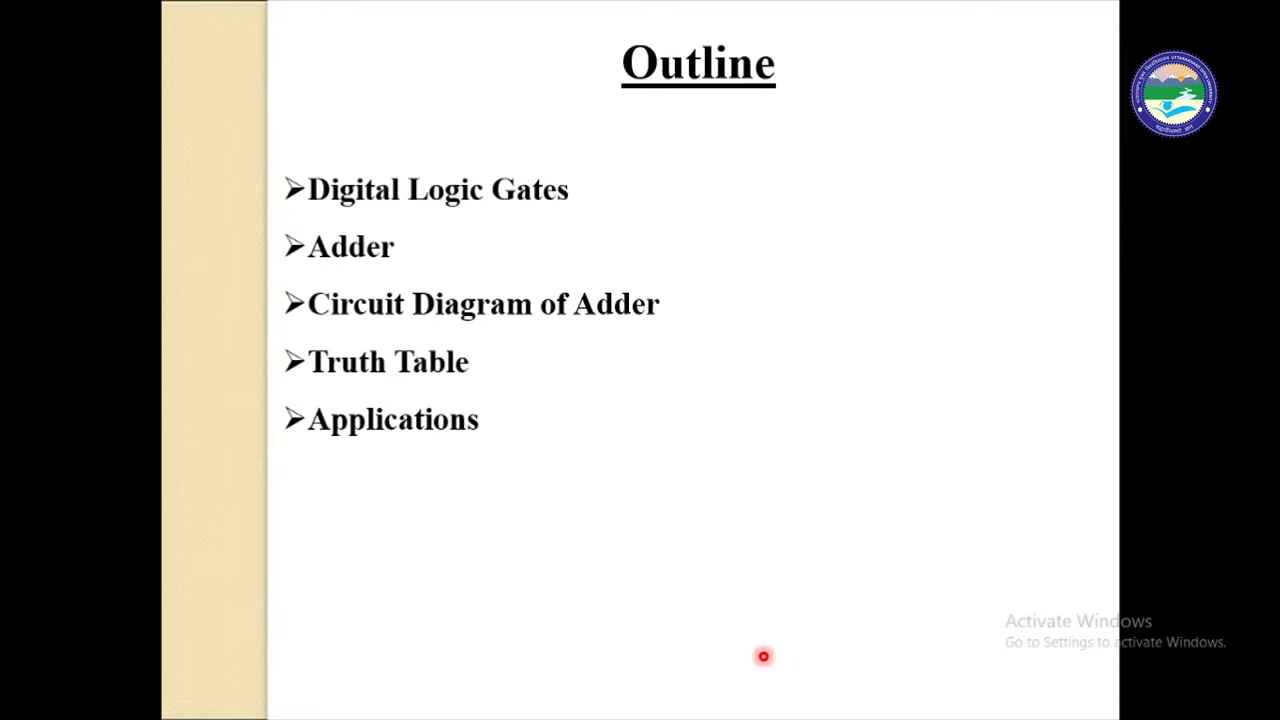 Outline
➢Digital Logic Gates
➢Adder
➢Circuit Diagram of Adder
➢Truth Table
➢Applications
Activate Windows
Go to Settings to activate Windows.